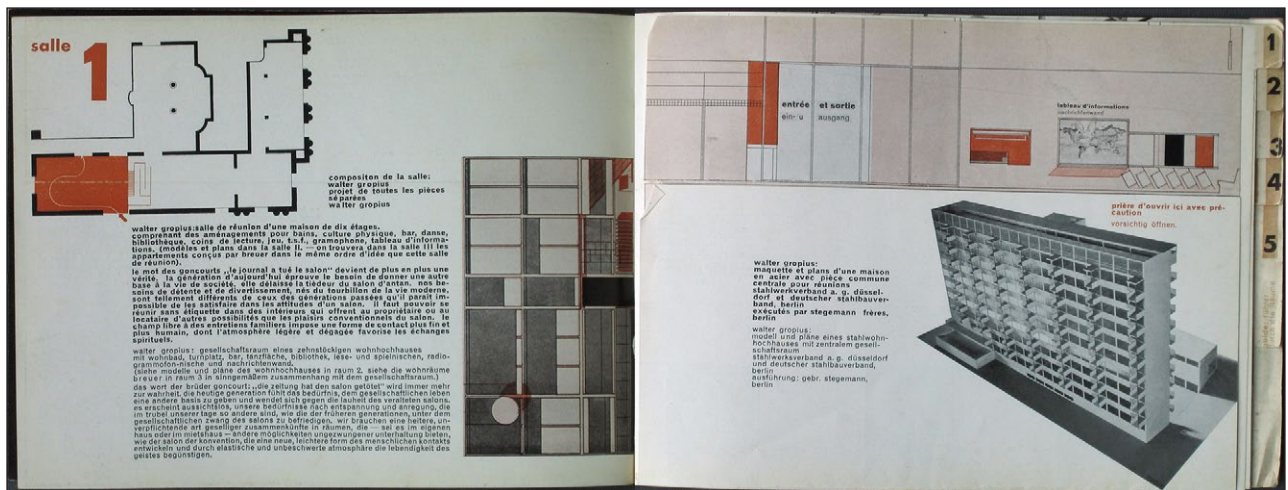 salle
1
compositon de la salle:
walter gropius
projet de toutes les pièces
séparées
walter gropius
walter gropius: salle de réunion d'une maison de dix étages.
comprenant des aménagements pour bains, culture physique, bar, danse,
bibliothèque, coins de lecture, jeu, t.s.f., gramophone, tableau d'informa-
tions. (modèles et plans dans la salle II. — on trouvera dans la salle III les
appartements conçus par breuer dans le même ordre d'idée que cette salle
de réunion).
le mot des goncourts „le journal a tué le salon" devient de plus en plus une
vérité. la génération d'aujourd'hui éprouve le besoin de donner une autre
base à la vie de société, elle délaisse la tiédeur du salon d'antan. nos be-
soins de détente et de divertissement, nés du tourbillon de la vie moderne,
sont tellement différents de ceux des générations passées qu'il parait im-
possible de les satisfaire dans les attitudes d'un salon. il faut pouvoir se
réunir sans étiquette dans des intérieurs qui offrent au propriétaire ou au
locataire d'autres possibilités que les plaisirs conventionnels du salon. le
champ libre à des entretiens familiers impose une forme de contact plus fin et
plus humain, dont l'atmosphère légère et dégagée favorise les échanges
spirituels.
walter gropius: gesellschaftsraum eines zehnstöckigen wohnhochhauses
mit wohnbad, turnplatz, bar, tanzfläche, bibliothek, lese- und spielnischen, radio-
grammofon-nische und nachrichtenwand.
(siehe modelle und pläne des wohnhochhauses in raum 2, siehe die wohnräume
breuer in raum 3 in sinngemäßem zusammenhang mit dem gesellschaftsraum.)
das wort der brüder goncourt: „die zeitung hat den salon getötet" wird immer mehr
zur wahrheit. die heutige generation fühlt das bedürfnis, dem gesellschaftlichen leben
eine andere basis zu geben und wendet sich gegen die lauheit des veralteten salons.
es erscheint aussichtslos, unsere bedürfnisse nach entspannung und anregung, die
im trubel unserer tage so andere sind, wie die der früheren generationen, unter dem
gesellschaftlichen zwang des salons zu befriedigen. wir brauchen eine heitere, un-
verpflichtende art geselliger zusammenkünfte in räumen, die — sei es im eigenen
haus oder im mietshaus — andere möglichkeiten ungezwungener unterhaltung bieten,
wie der salon der konvention, die eine neue, leichtere form des menschlichen kontakts
entwickeln und durch elastische und unbeschwerte atmosphäre die lebendigkeit des
geistes begünstigen.
entrée et sortie
ein- u ausgang.
tableau d'informations
nachrichtenwand
prière d'ouvrir ici avec pré-
caution
vorsichtig öffnen.
walter gropius:
maquette et plans d'une maison
en acier avec pièce commune
centrale pour réunions
stahlwerksverband a. g. düssel-
dorf et deutscher stahlbauver-
band, berlin
exécutés par stegemann frères,
berlin
walter gropius:
modell und pläne eines stahlwohn-
hochhauses mit zentralem gesell-
schaftsraum
stahlwerksverband a. g. düsseldorf
und deutscher stahlbauverband,
berlin
ausführung: gebr. stegemann,
berlin
1
2
3
4
5